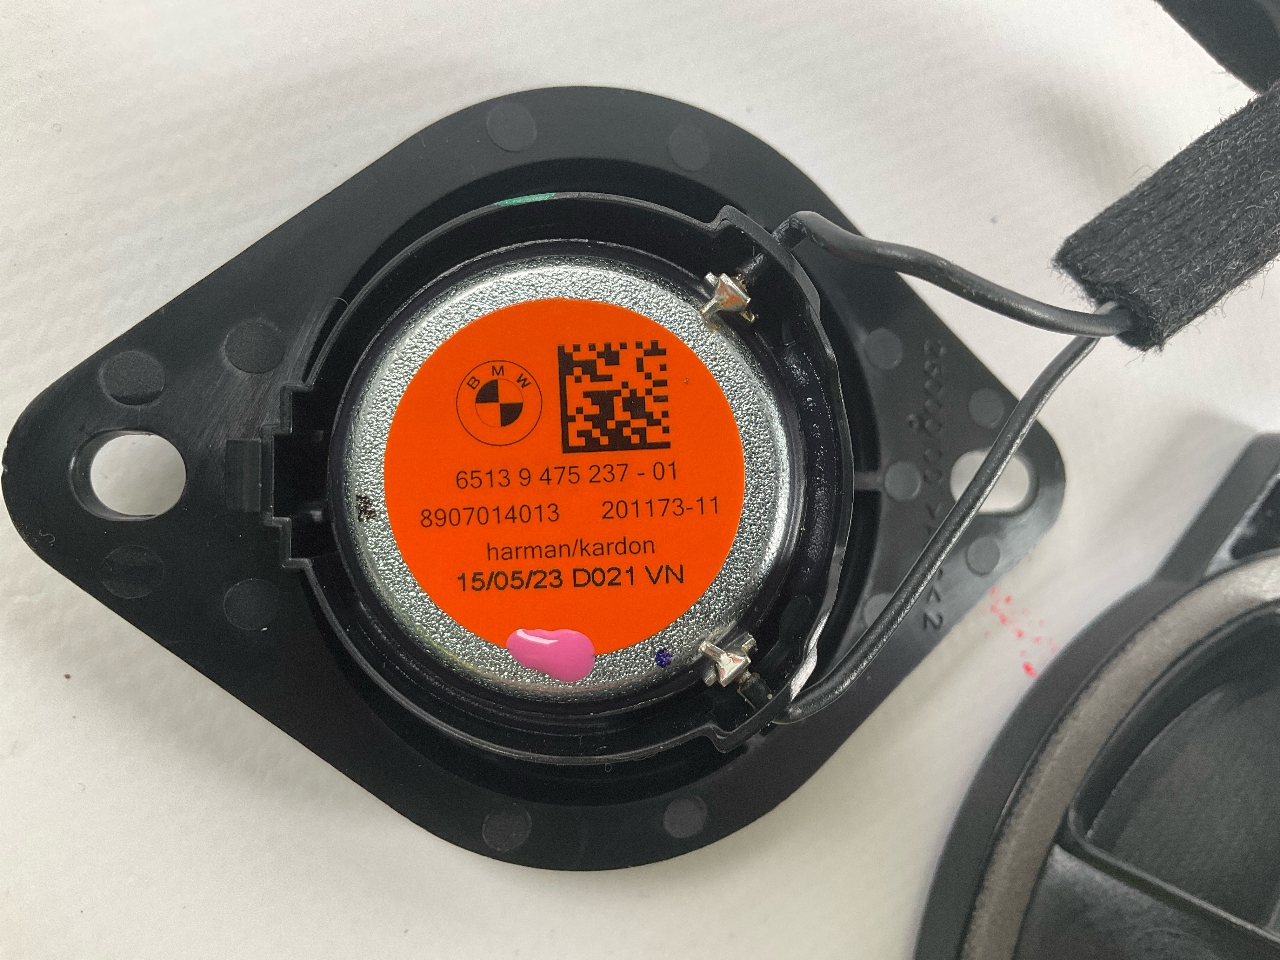 BMW
6513 9 475 237 - 01
8907014013 201173-11
harman/kardon
15/05/23 D021 VN